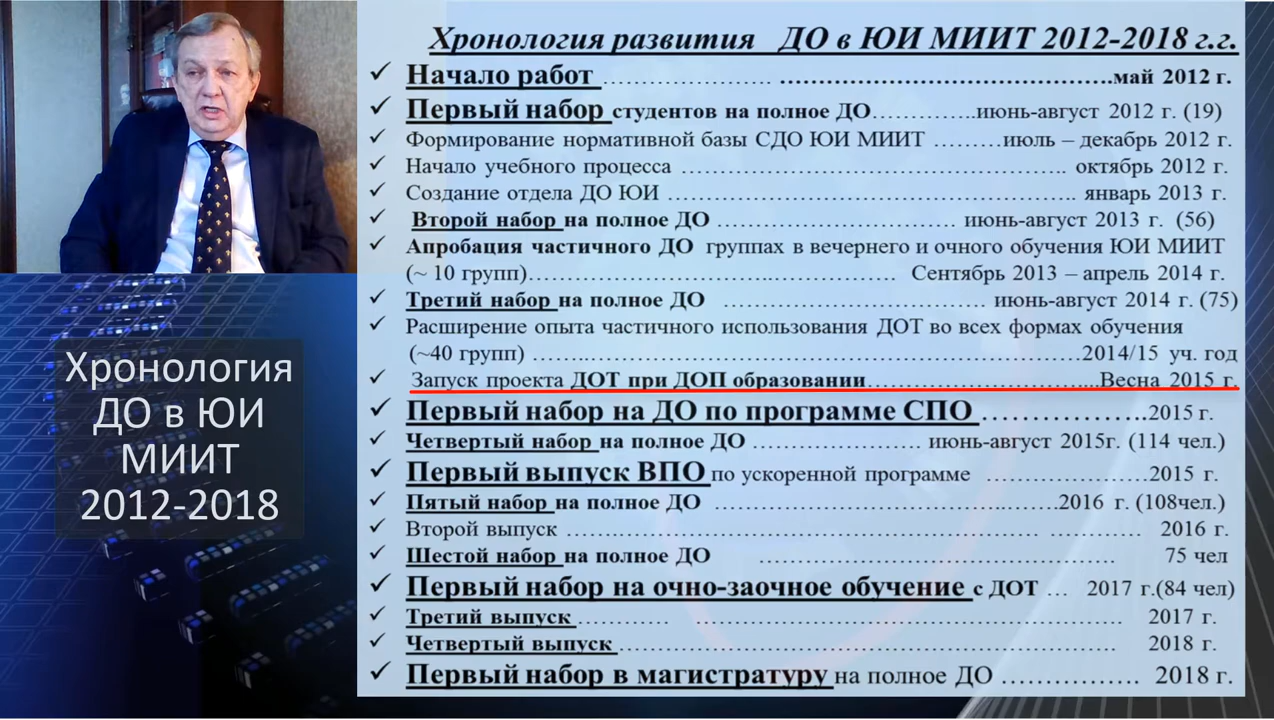 Хронология
ДО в ЮИ
МИИТ
2012-2018
Хронология развития ДО в ЮИ МИИТ 2012-2018 г.г.
✓ Начало работ ……………………………………………….май 2012 г.
✓ Первый набор студентов на полное ДО…………..июнь-август 2012 г. (19)
✓ Формирование нормативной базы СДО ЮИ МИИТ ………июль – декабрь 2012 г.
✓ Начало учебного процесса ……………………………………….. октябрь 2012 г.
✓ Создание отдела ДО ЮИ ………………………………………….. январь 2013 г.
✓ Второй набор на полное ДО ……………………………… июнь-август 2013 г. (56)
✓ Апробация частичного ДО группах в вечернего и очного обучения ЮИ МИИТ
(~ 10 групп)………………………………………… Сентябрь 2013 – апрель 2014 г.
✓ Третий набор на полное ДО ………………………………. июнь-август 2014 г. (75)
✓ Расширение опыта частичного использования ДОТ во всех формах обучения
(~40 групп) ……………………………………………………………2014/15 уч. год
✓ Запуск проекта ДОТ при ДОП образовании………………………....Весна 2015 г.
✓ Первый набор на ДО по программе СПО ……………….2015 г.
✓ Четвертый набор на полное ДО …………………… июнь-август 2015г. (114 чел.)
✓ Первый выпуск ВПО по ускоренной программе ………………….2015 г.
✓ Пятый набор на полное ДО …………………………………….2016 г. (108чел.)
✓ Второй выпуск ……………………………………………………… 2016 г.
✓ Шестой набор на полное ДО ………………………………………. 75 чел
✓ Первый набор на очно-заочное обучение с ДОТ … 2017 г.(84 чел)
✓ Третий выпуск ………… …………………………………………… 2017 г.
✓ Четвертый выпуск ……………………………………………………… 2018 г.
✓ Первый набор в магистратуру на полное ДО ……………. 2018 г.